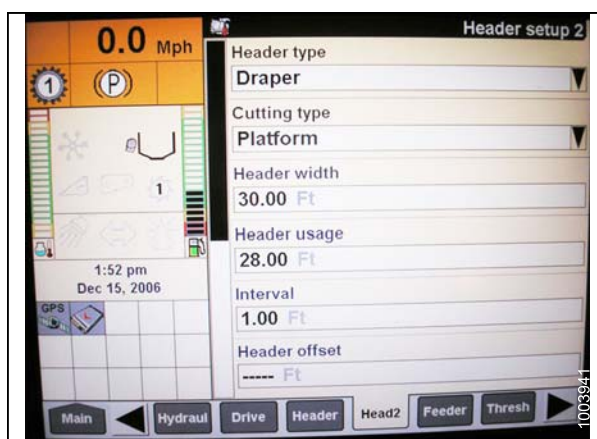 0.0 Mph
Header setup 2
1
(P)
Header type
Draper
Cutting type
Platform
Header width
30.00 Ft
1
Header usage
28.00 Ft
1:52 pm
Dec 15, 2006
Interval
1.00 Ft
GPS
Header offset
----- Ft
Main
Hydraul
Drive
Header
Head2
Feeder
Thresh
1003941